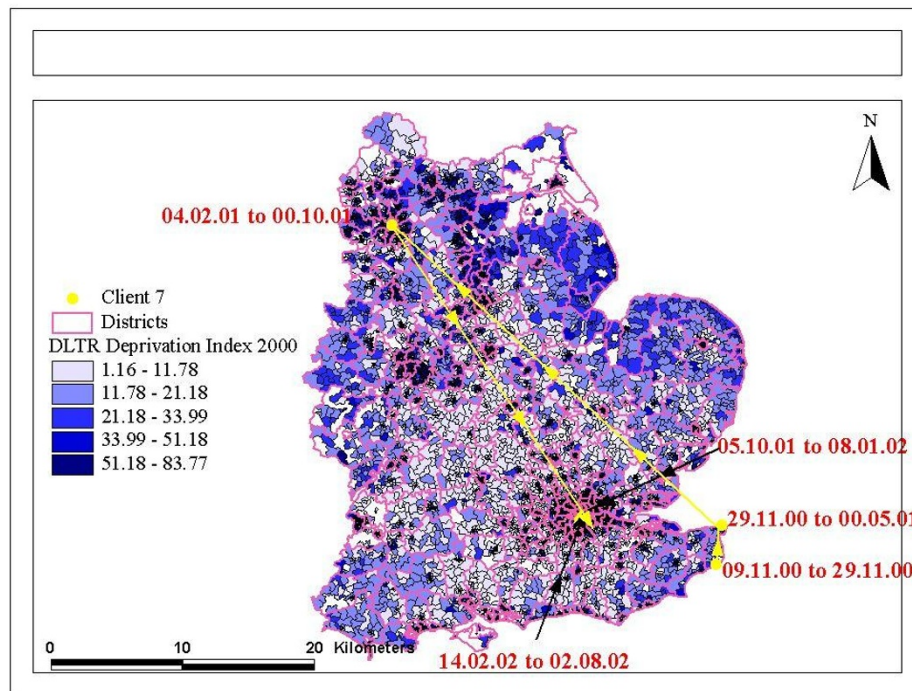 N
04.02.01 to 00.10.01
Client 7
Districts
DLTR Deprivation Index 2000
1.16 - 11.78
11.78 - 21.18
21.18 - 33.99
33.99 - 51.18
51.18 - 83.77
05.10.01 to 08.01.02
29.11.00 to 00.05.01
09.11.00 to 29.11.00
0 10 20 Kilometers
14.02.02 to 02.08.02